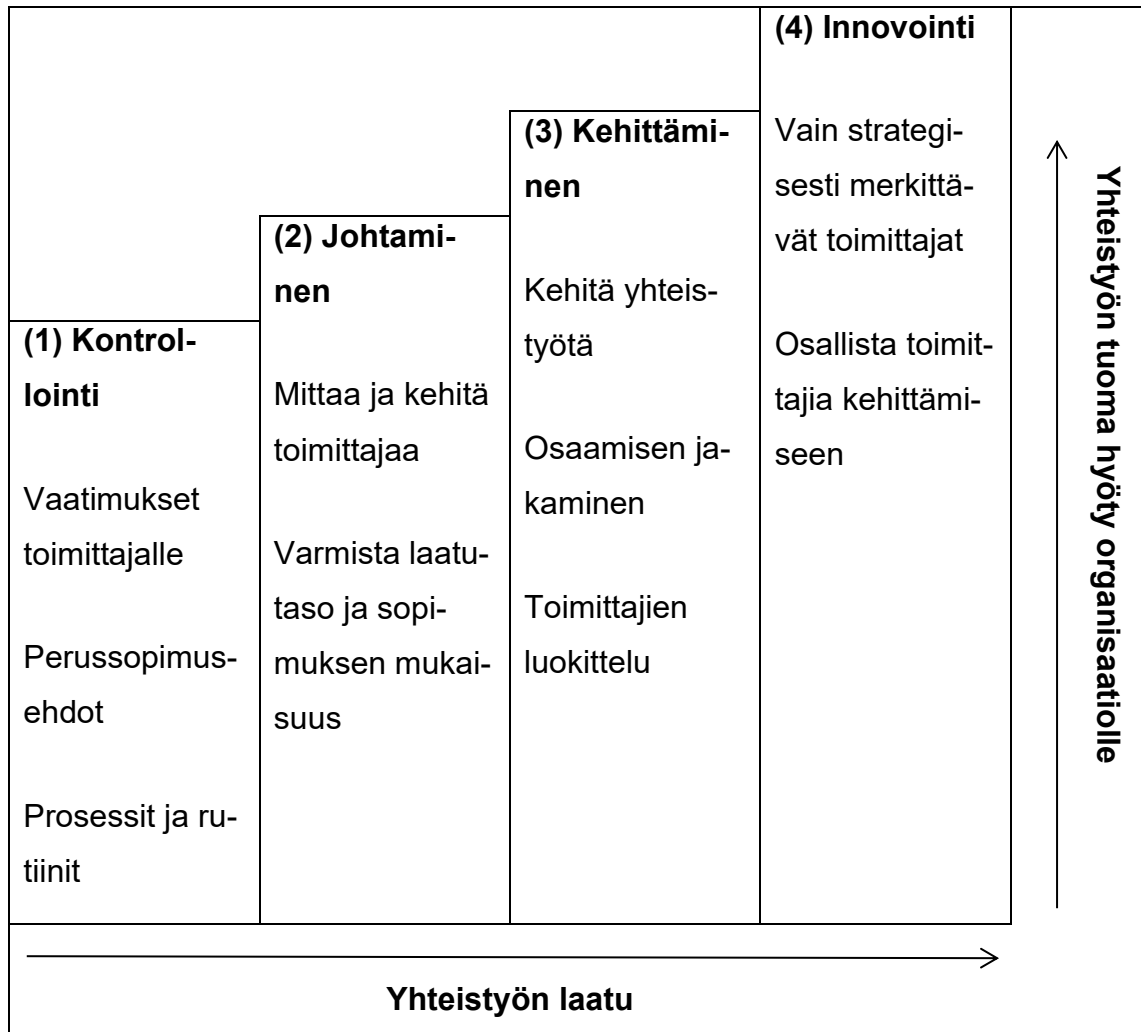 (1) Kontrol-
lointi
Vaatimukset
toimittajalle
Perussopimus-
ehdot
Prosessit ja ru-
tiinit
(2) Johtami-
nen
Mittaa ja kehitä
toimittajaa
Varmista laatu-
taso ja sopi-
muksen mukai-
suus
(3) Kehittämi-
nen
Kehitä yhteis-
työtä
Osaamisen ja-
kaminen
Toimittajien
luokittelu
(4) Innovointi
Vain strategi-
sesti merkittä-
vät toimittajat
Osallista toimit-
tajia kehittämi-
seen
Yhteistyön tuoma hyöty organisaatiolle
Yhteistyön laatu